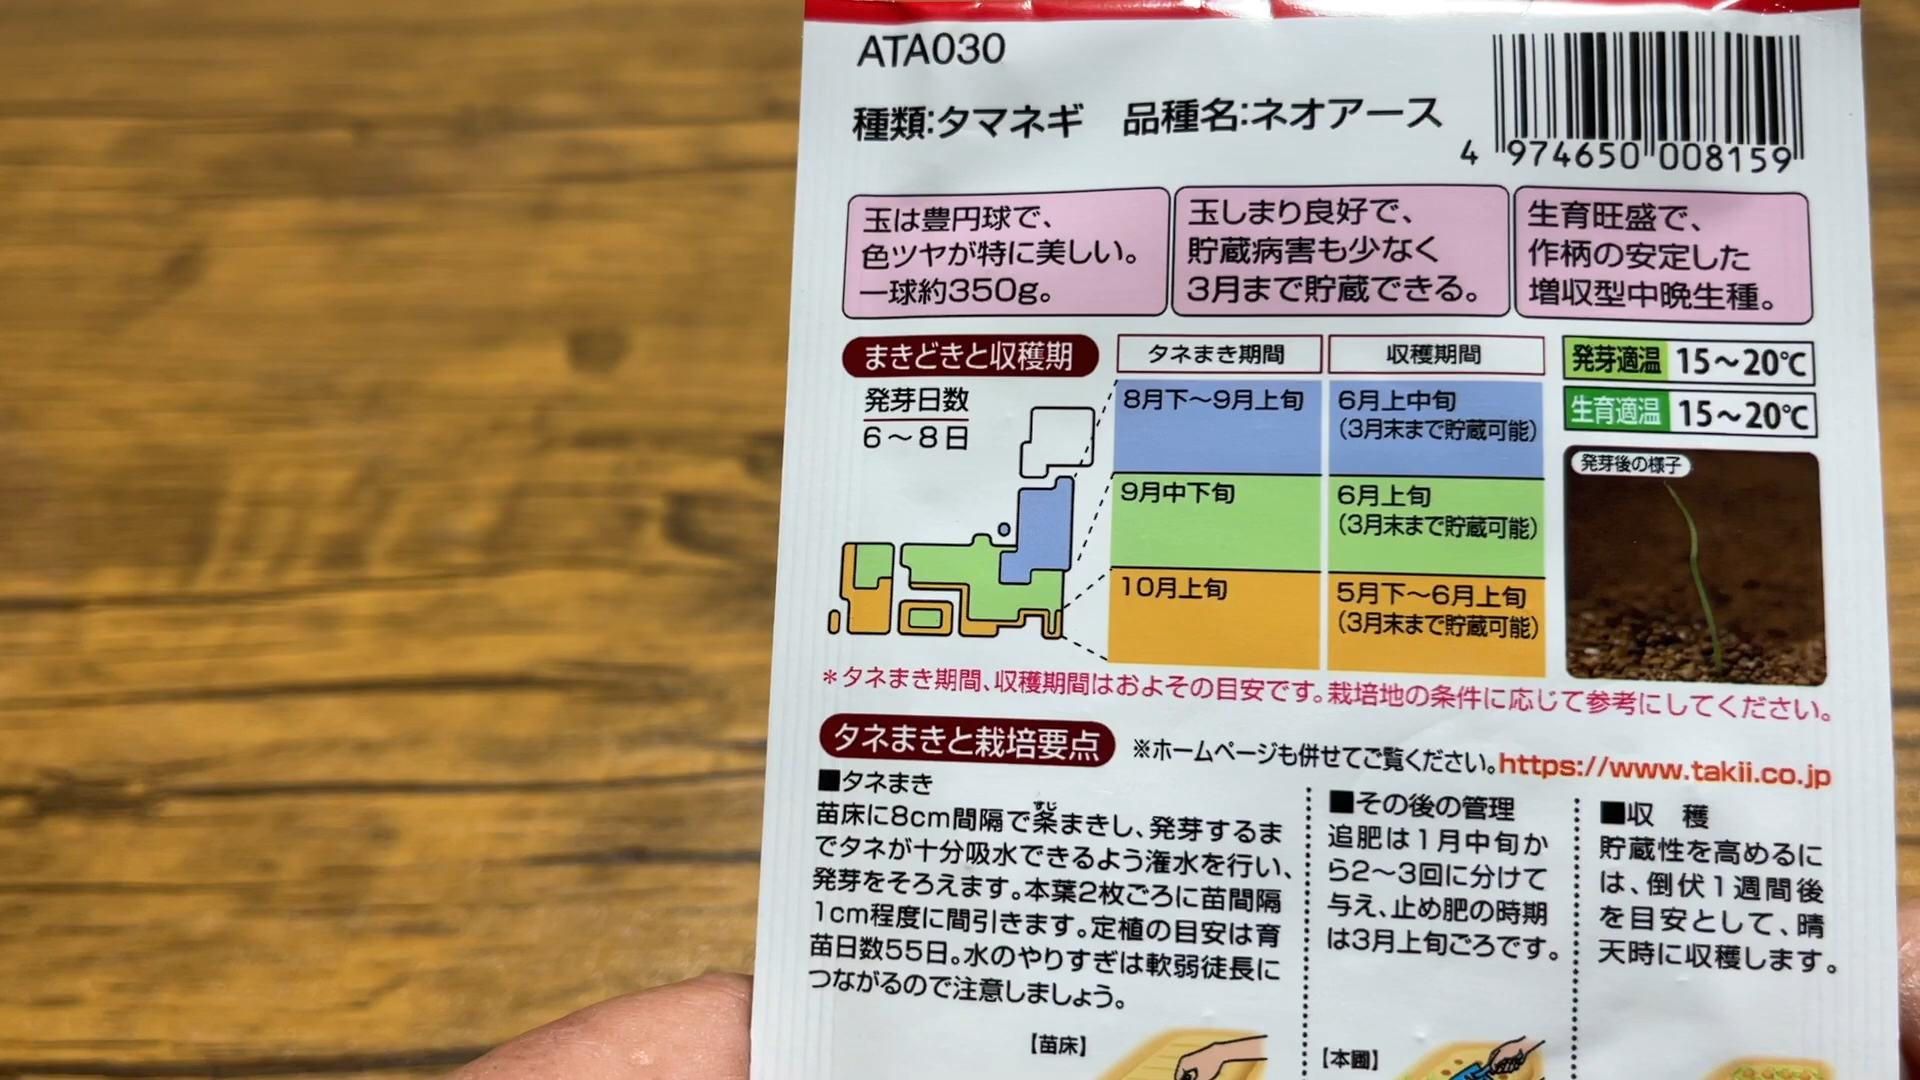 ATA030
種類:タマネギ 品種名:ネオアース
4 974650 008159
玉は豊円球で、
色ツヤが特に美しい。
一球約350g。
玉しまり良好で、
貯蔵病害も少なく
3月まで貯蔵できる。
生育旺盛で、
作柄の安定した
増収型中晩生種。
まきどきと収穫期
発芽日数
6～8日
タネまき期間 収穫期間
8月下～9月上旬 6月上中旬
(3月末まで貯蔵可能)
9月中下旬 6月上旬
(3月末まで貯蔵可能)
10月上旬 5月下～6月上旬
(3月末まで貯蔵可能)
発芽適温 15～20℃
生育適温 15～20℃
発芽後の様子
＊タネまき期間、収穫期間はおよその目安です。栽培地の条件に応じて参考にしてください。
タネまきと栽培要点 ※ホームページも併せてご覧ください。https://www.takii.co.jp
■タネまき
すじ
苗床に8cm間隔で条まきし、発芽するま
でタネが十分吸水できるよう潅水を行い、
発芽をそろえます。本葉2枚ごろに苗間隔
1cm程度に間引きます。定植の目安は育
苗日数55日。水のやりすぎは軟弱徒長に
つながるので注意しましょう。
【苗床】
■その後の管理
追肥は1月中旬か
ら2～3回に分けて
与え、止め肥の時期
は3月上旬ごろです。
【本圃】
■収 穫
貯蔵性を高めるに
は、倒伏1週間後
を目安として、晴
天時に収穫します。